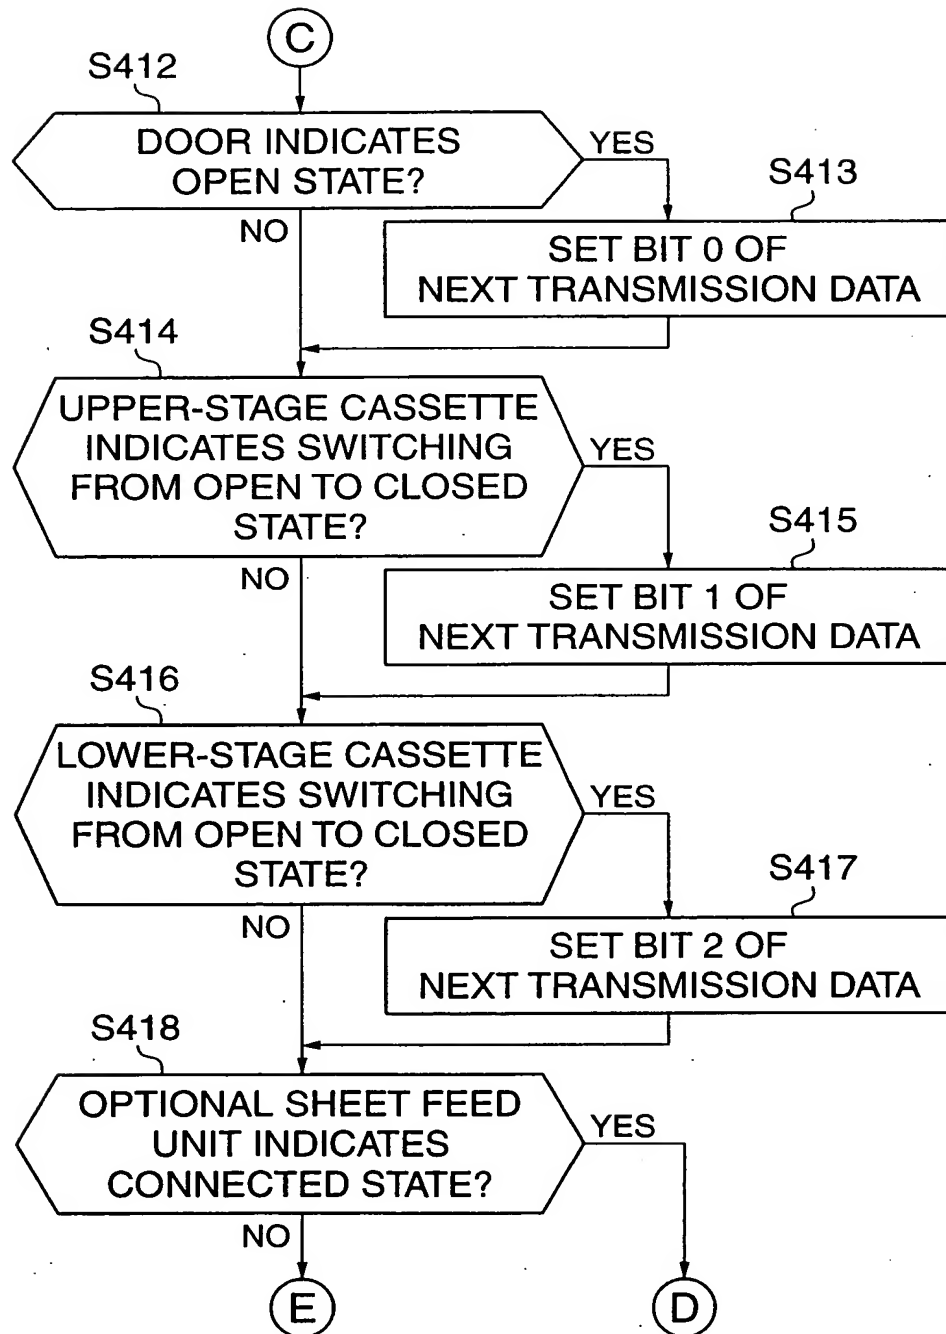 C
S412
DOOR INDICATES
OPEN STATE?
YES
NO
S413
SET BIT 0 OF
NEXT TRANSMISSION DATA
S414
UPPER-STAGE CASSETTE
INDICATES SWITCHING
FROM OPEN TO CLOSED
STATE?
YES
NO
S415
SET BIT 1 OF
NEXT TRANSMISSION DATA
S416
LOWER-STAGE CASSETTE
INDICATES SWITCHING
FROM OPEN TO CLOSED
STATE?
YES
NO
S417
SET BIT 2 OF
NEXT TRANSMISSION DATA
S418
OPTIONAL SHEET FEED
UNIT INDICATES
CONNECTED STATE?
YES
NO
E
D